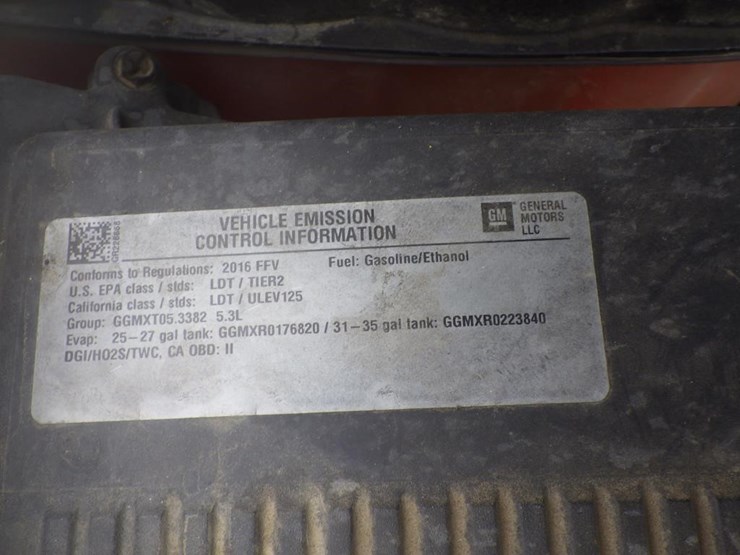 VEHICLE EMISSION
CONTROL INFORMATION
GM
GENERAL
MOTORS
LLC
Conforms to Regulations: 2016 FFV
Fuel: Gasoline/Ethanol
U.S. EPA class / stds: LDT / TIER2
California class / stds: LDT / ULEV125
Group: GGMXT05.3382 5.3L
Evap: 25-27 gal tank: GGMXR0176820 / 31-35 gal tank: GGMXR0223840
DGI/HO2S/TWC, CA OBD: II